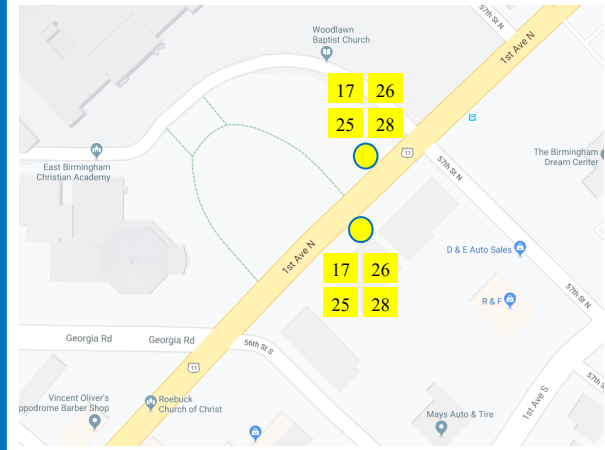 57th St N
Woodlawn
Baptist Church
1st Ave N
17 26
25 28
11
The Birmingham
Dream Center
57th St N
East Birmingham
Christian Academy
1st Ave N
D & E Auto Sales
17 26
25 28
R & F
57th St N
Georgia Rd
Georgia Rd
56th St S
11
57th
Vincent Oliver's
ppodrome Barber Shop
Roebuck
Church of Christ
1st Ave S
Mays Auto & Tire